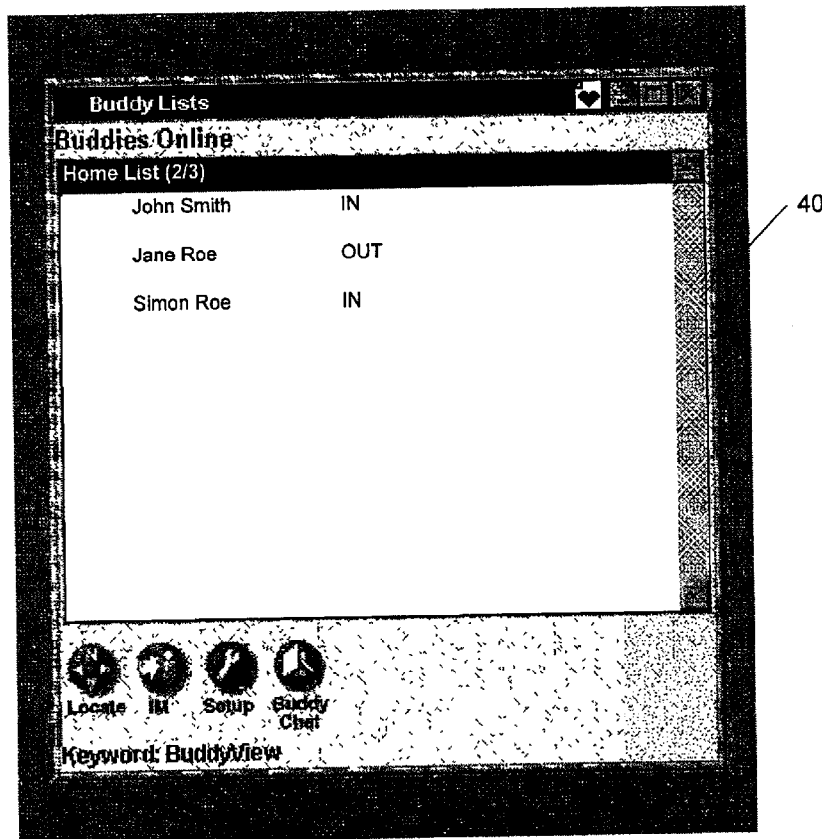 Buddy Lists
Buddies Online
Home List (2/3)
John Smith IN
Jane Roe OUT
Simon Roe IN
40
Locate IM Setup Buddy Chat
Keyword: BuddyView